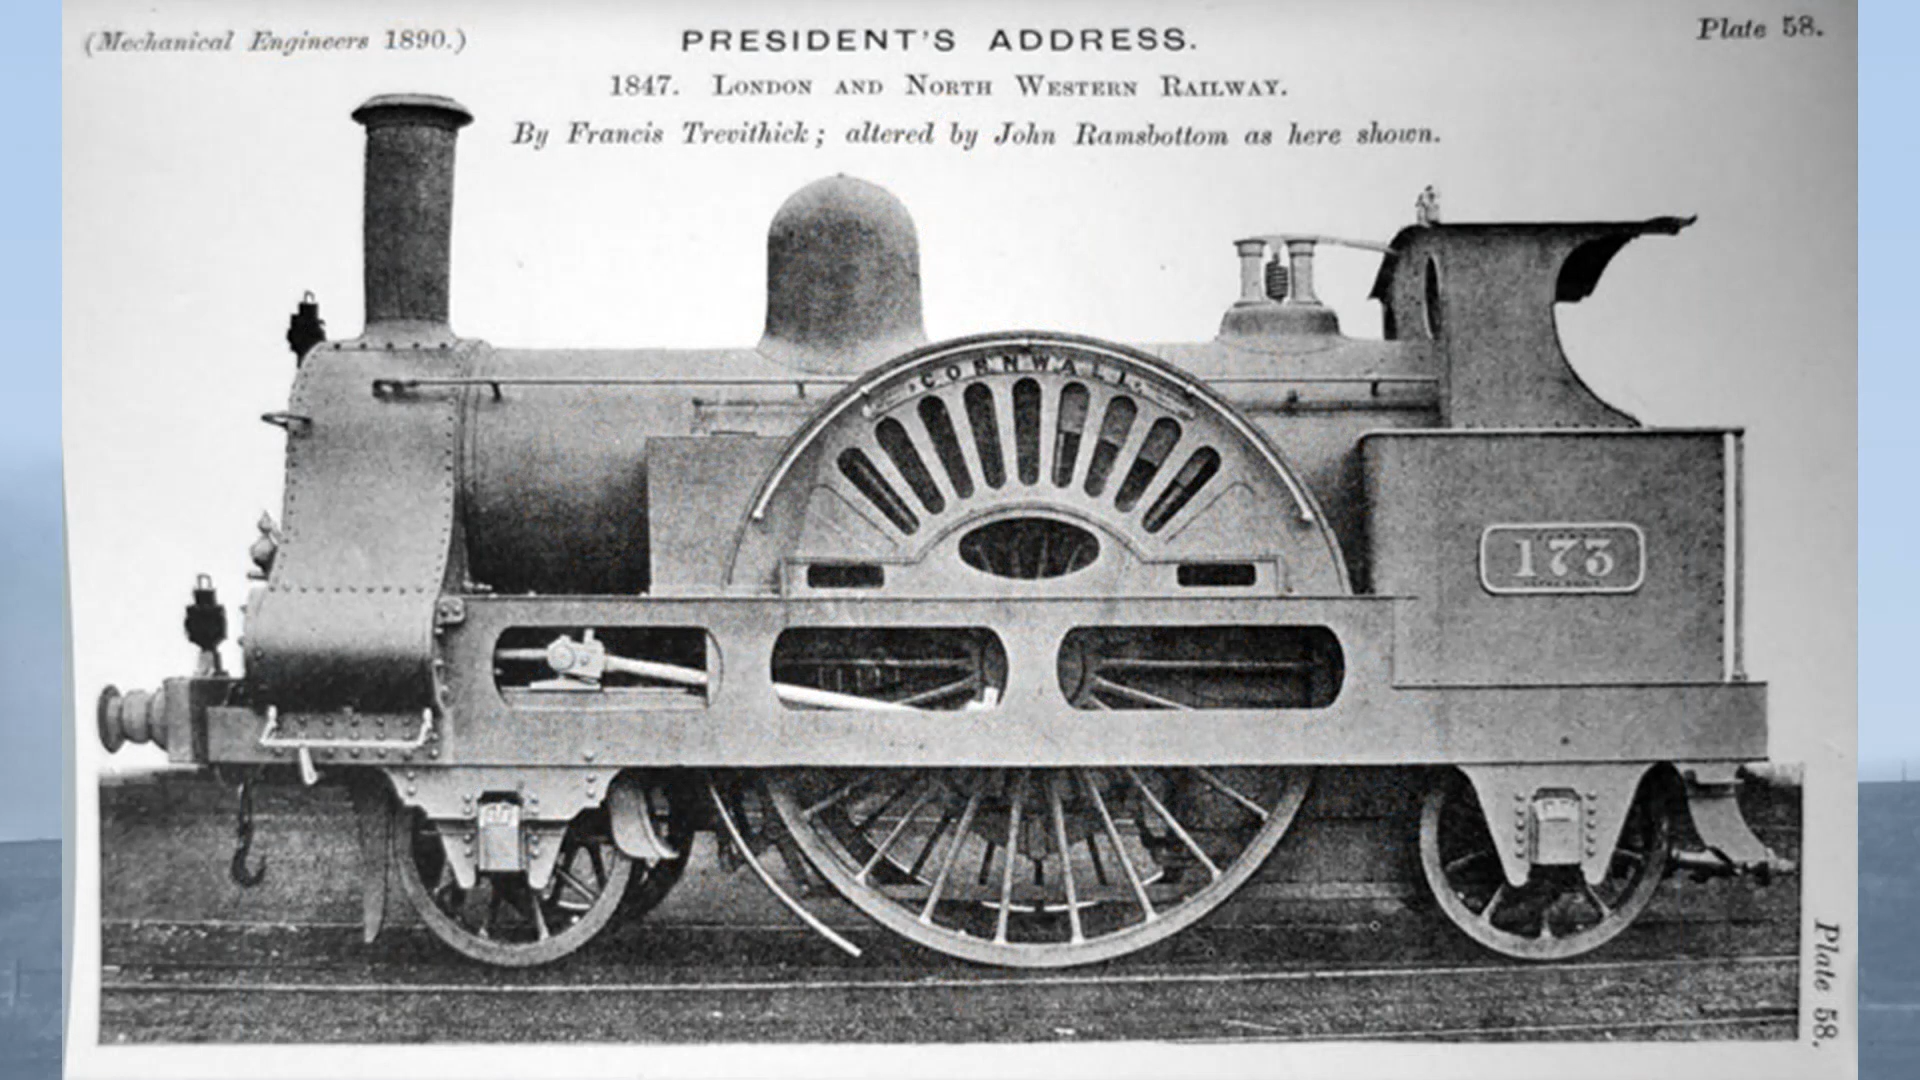 (Mechanical Engineers 1890.)
PRESIDENT'S ADDRESS.
Plate 58.
1847. London and North Western Railway.
By Francis Trevithick; altered by John Ramsbottom as here shown.
CORNWALL
173
Plate 58.